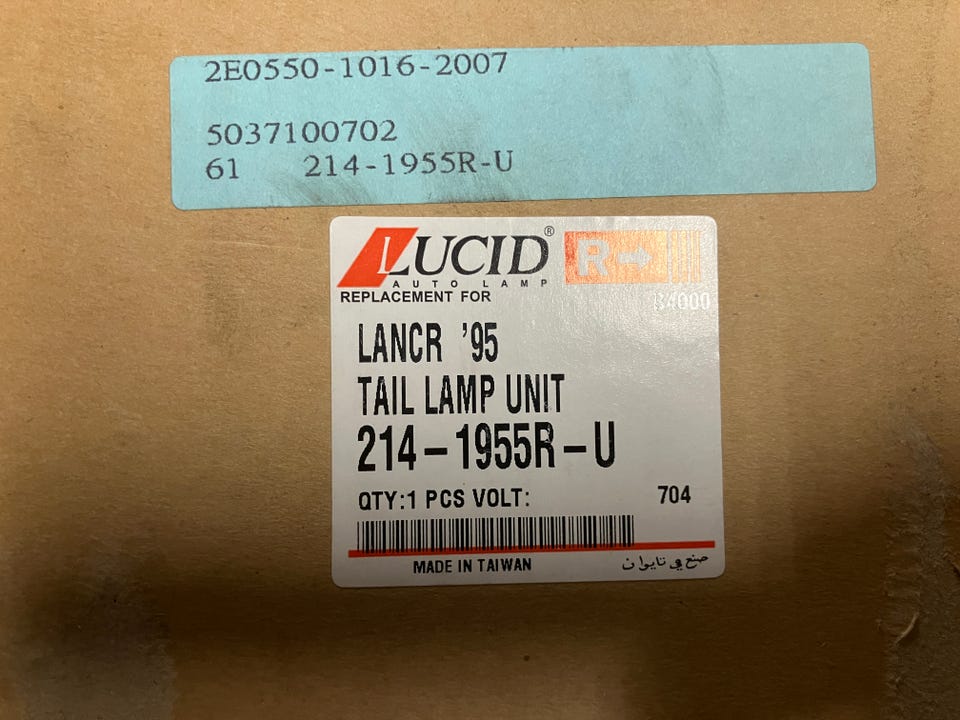 2E0550-1016-2007
5037100702
61 214-1955R-U
LUCID®
AUTO LAMP
R→
REPLACEMENT FOR
B4000
LANCR '95
TAIL LAMP UNIT
214-1955R-U
QTY:1 PCS VOLT:
704
MADE IN TAIWAN
صنع في تايوان